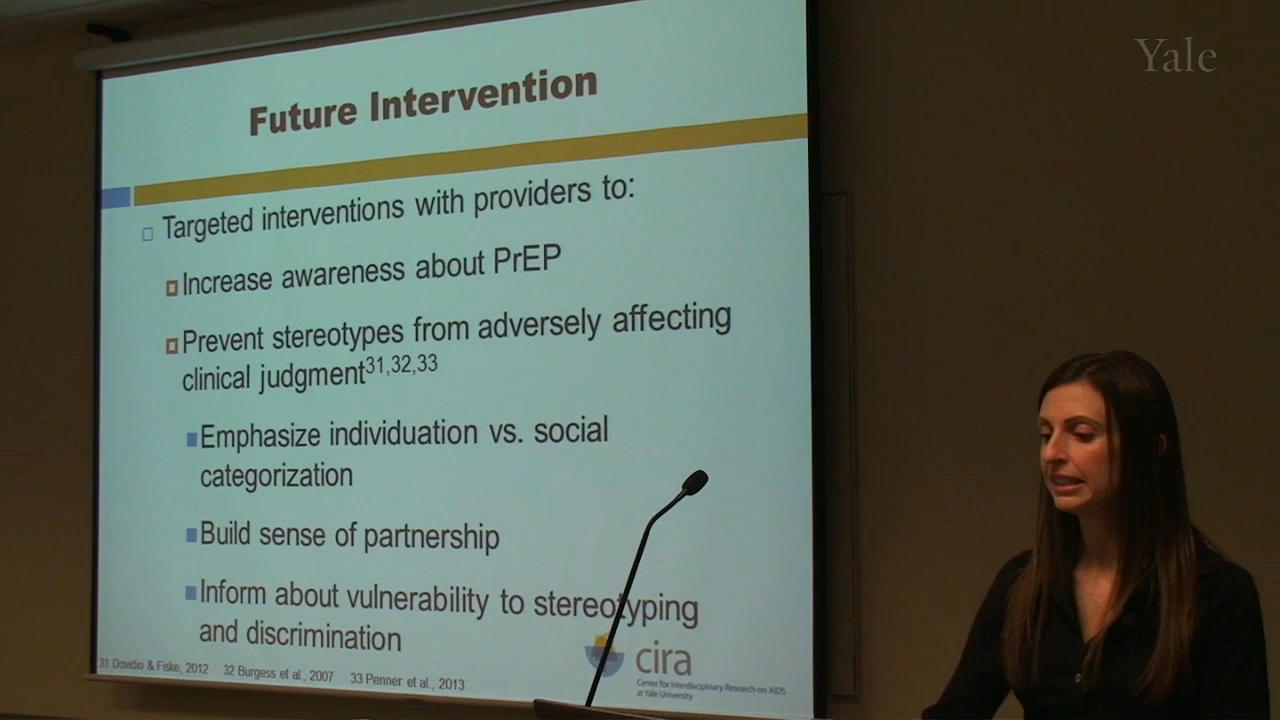 Yale
Future Intervention
Targeted interventions with providers to:
Increase awareness about PrEP
Prevent stereotypes from adversely affecting
clinical judgment31,32,33
Emphasize individuation vs. social
categorization
Build sense of partnership
Inform about vulnerability to stereotyping
and discrimination
31 Dovidio & Fiske, 2012 32 Burgess et al., 2007 33 Penner et al., 2013
cira
Center for Interdisciplinary Research on AIDS
at Yale University